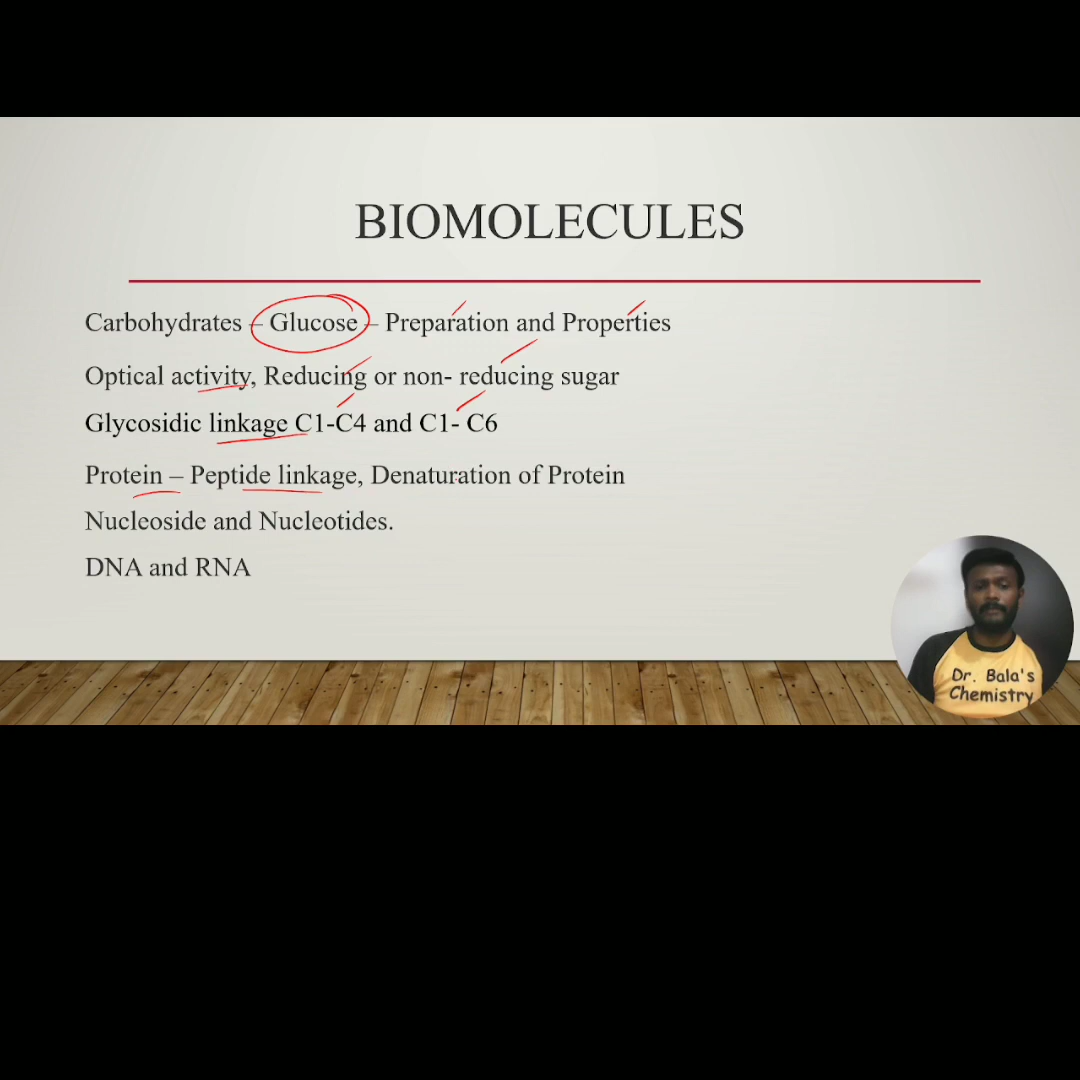 BIOMOLECULES
Carbohydrates – Glucose – Preparation and Properties
Optical activity, Reducing or non- reducing sugar
Glycosidic linkage C1-C4 and C1- C6
Protein – Peptide linkage, Denaturation of Protein
Nucleoside and Nucleotides.
DNA and RNA
Dr. Bala's
Chemistry